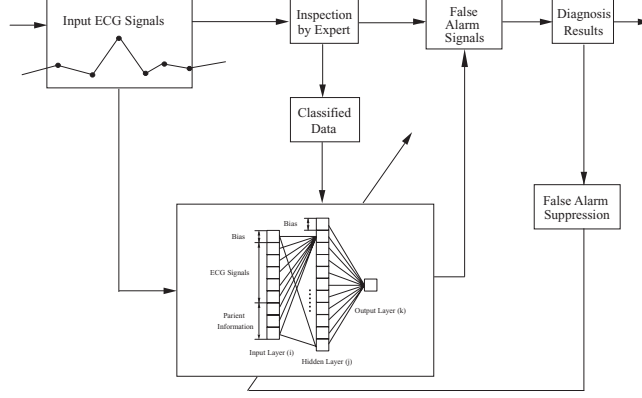 Input ECG Signals
Inspection
by Expert
False
Alarm
Signals
Diagnosis
Results
Classified
Data
False Alarm
Suppression
Bias
Bias
ECG Signals
Parient
Information
Output Layer (k)
Input Layer (i)
Hidden Layer (j)